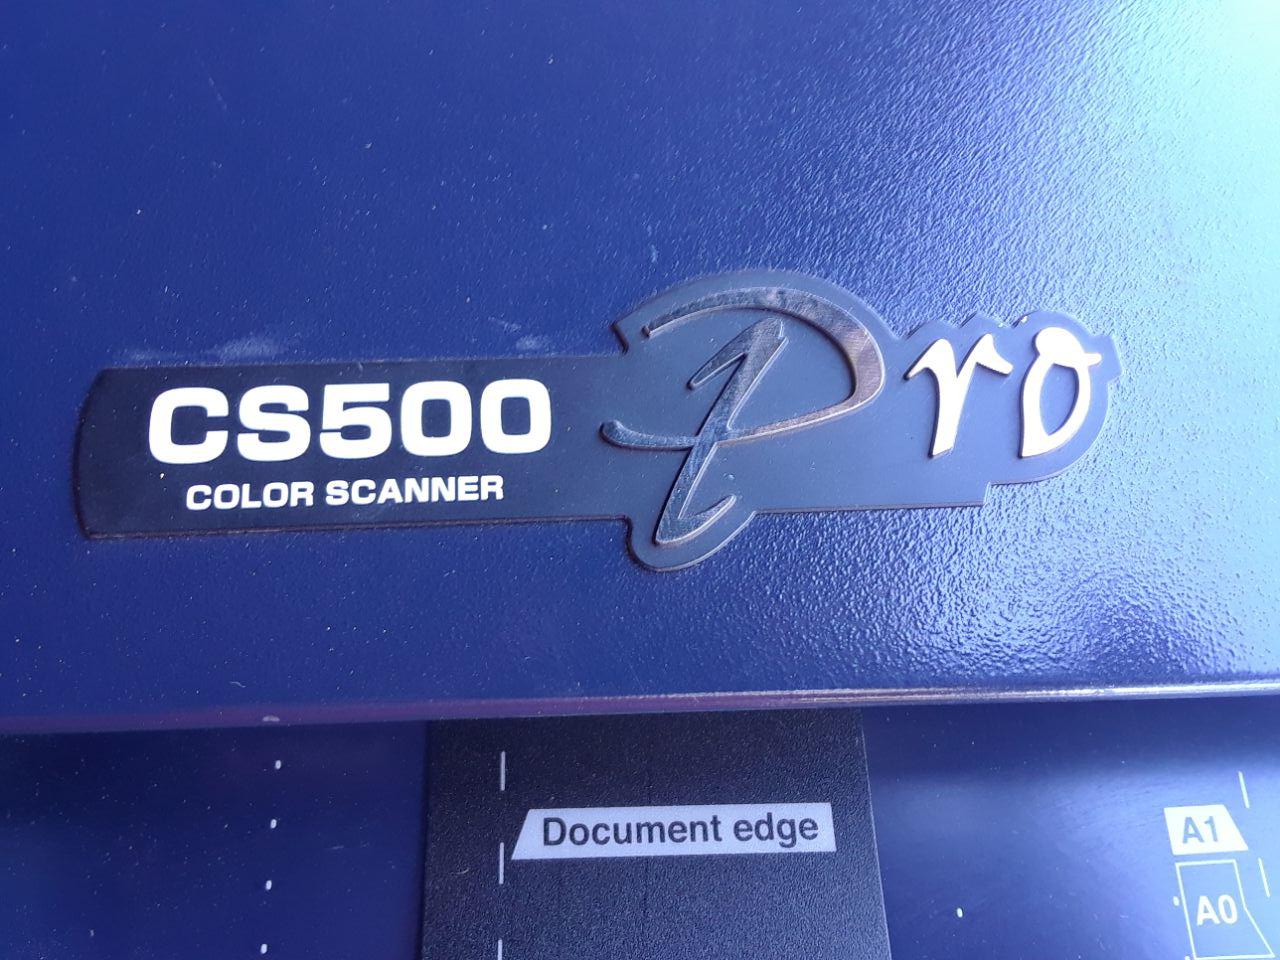 CS500 Pro
COLOR SCANNER
Document edge
A1
A0